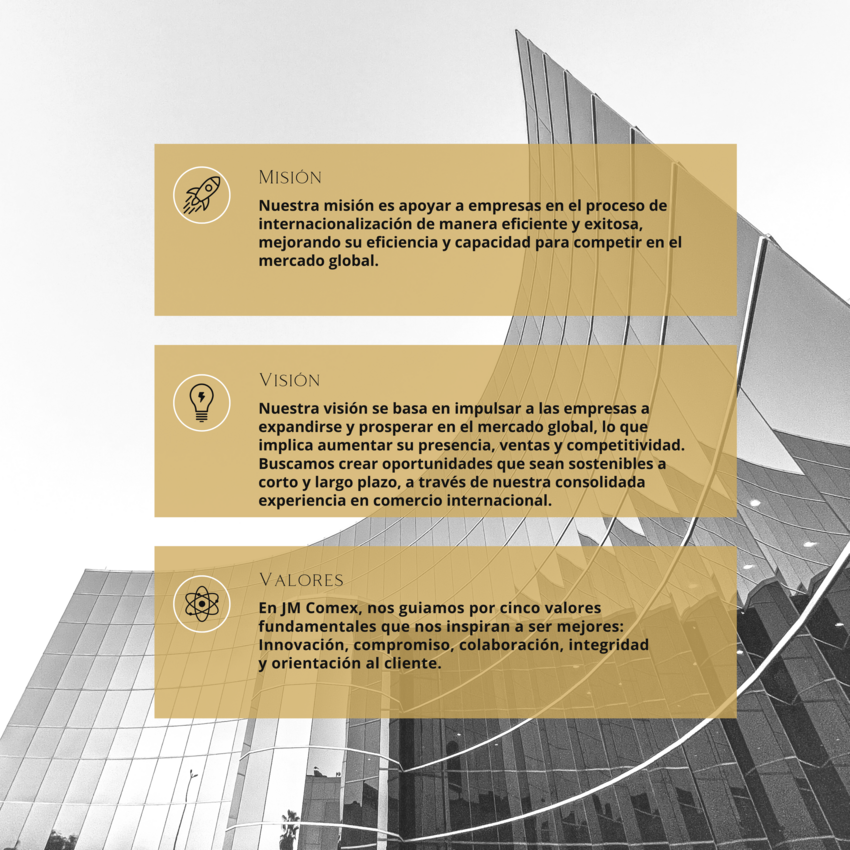 Misión
Nuestra misión es apoyar a empresas en el proceso de
internacionalización de manera eficiente y exitosa,
mejorando su eficiencia y capacidad para competir en el
mercado global.
Visión
Nuestra visión se basa en impulsar a las empresas a
expandirse y prosperar en el mercado global, lo que
implica aumentar su presencia, ventas y competitividad.
Buscamos crear oportunidades que sean sostenibles a
corto y largo plazo, a través de nuestra consolidada
experiencia en comercio internacional.
Valores
En JM Comex, nos guiamos por cinco valores
fundamentales que nos inspiran a ser mejores:
Innovación, compromiso, colaboración, integridad
y orientación al cliente.